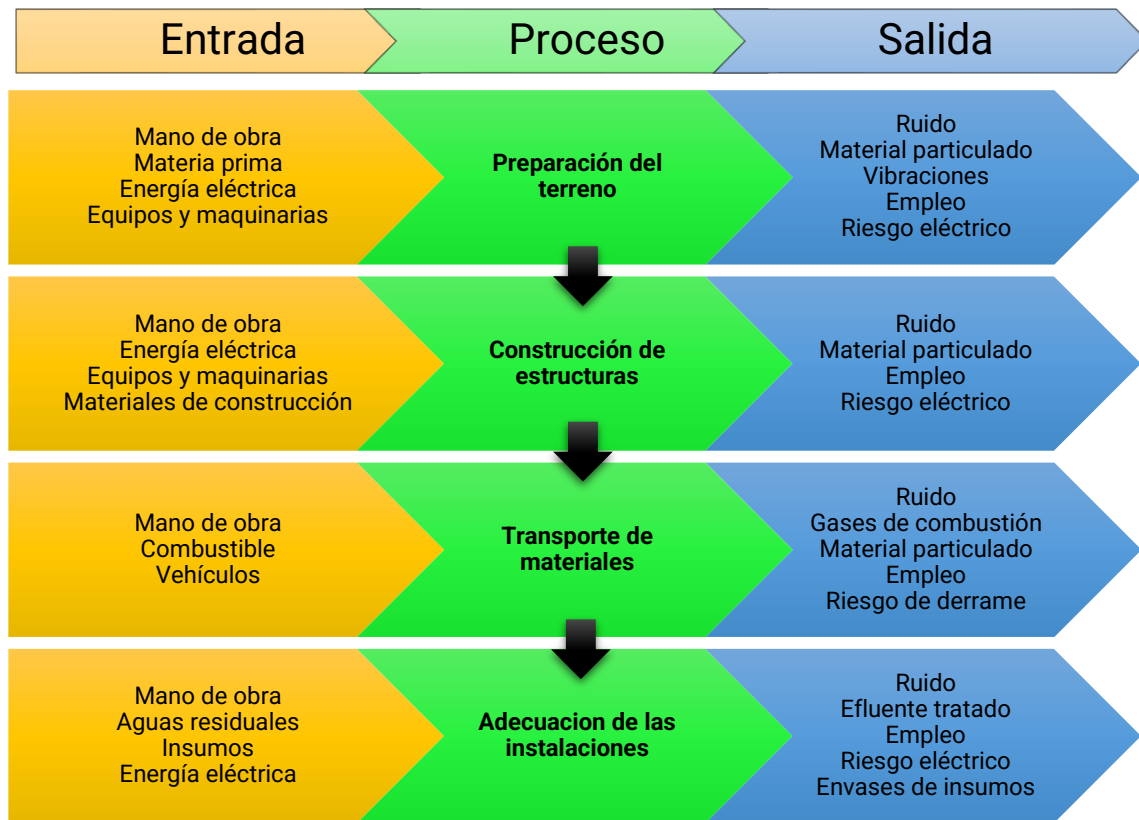 Entrada
Proceso
Salida
Mano de obra
Materia prima
Energía eléctrica
Equipos y maquinarias
Preparación del
terreno
Ruido
Material particulado
Vibraciones
Empleo
Riesgo eléctrico
Mano de obra
Energía eléctrica
Equipos y maquinarias
Materiales de construcción
Construcción de
estructuras
Ruido
Material particulado
Empleo
Riesgo eléctrico
Mano de obra
Combustible
Vehículos
Transporte de
materiales
Ruido
Gases de combustión
Material particulado
Empleo
Riesgo de derrame
Mano de obra
Aguas residuales
Insumos
Energía eléctrica
Adecuacion de las
instalaciones
Ruido
Efluente tratado
Empleo
Riesgo eléctrico
Envases de insumos